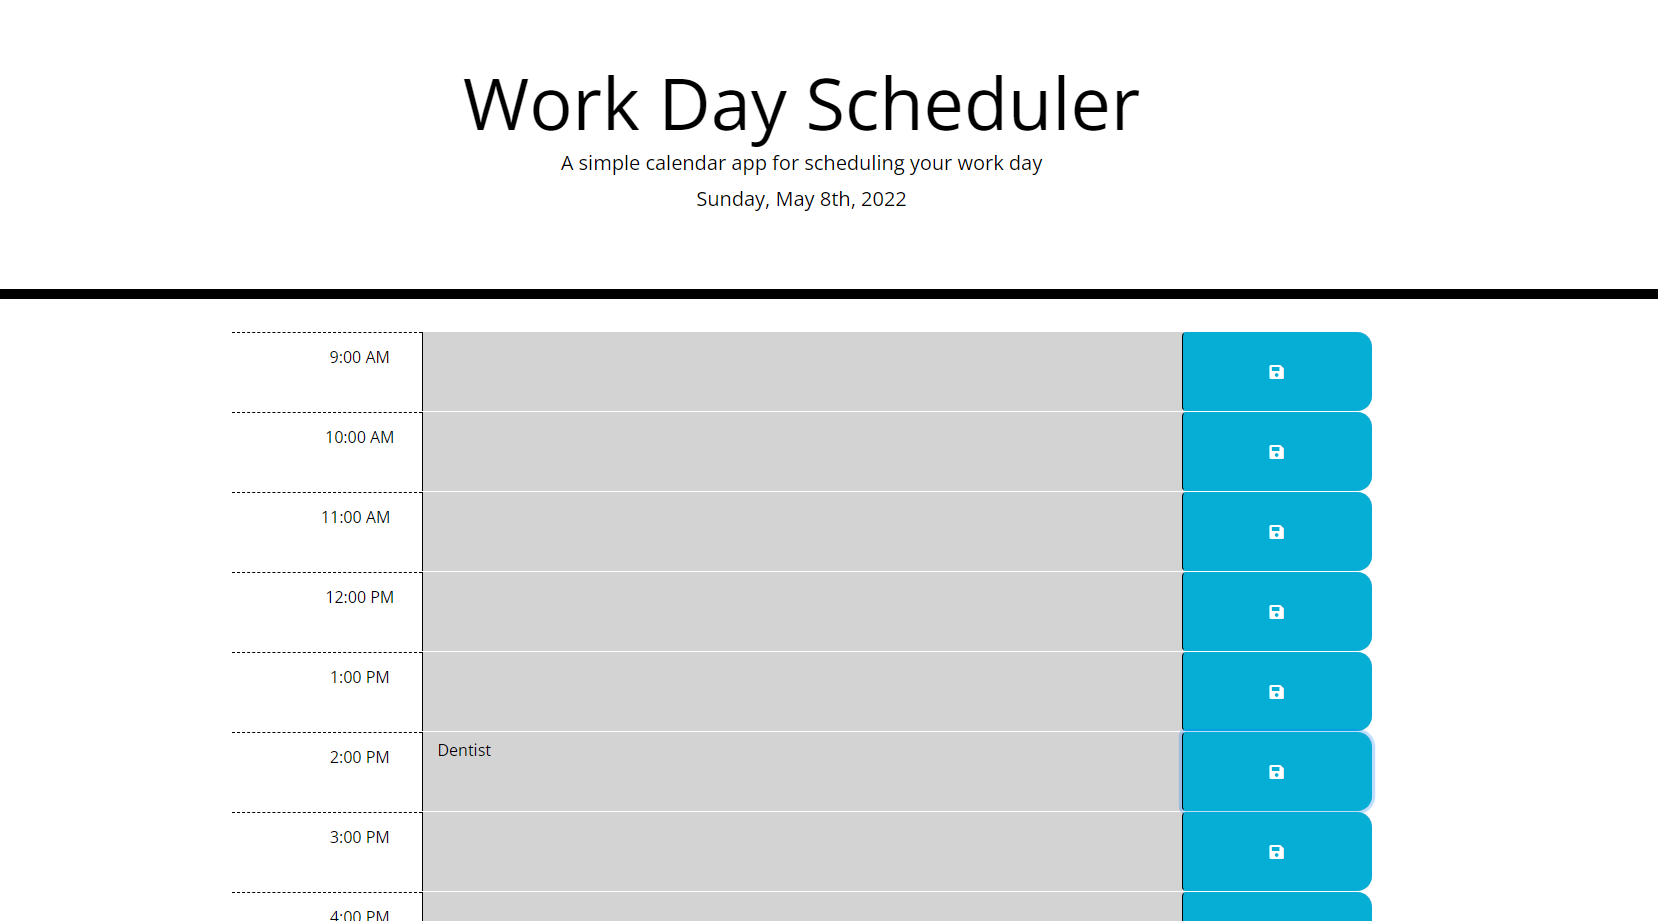 Work Day Scheduler
A simple calendar app for scheduling your work day
Sunday, May 8th, 2022
9:00 AM
10:00 AM
11:00 AM
12:00 PM
1:00 PM
2:00 PM Dentist
3:00 PM
4:00 PM